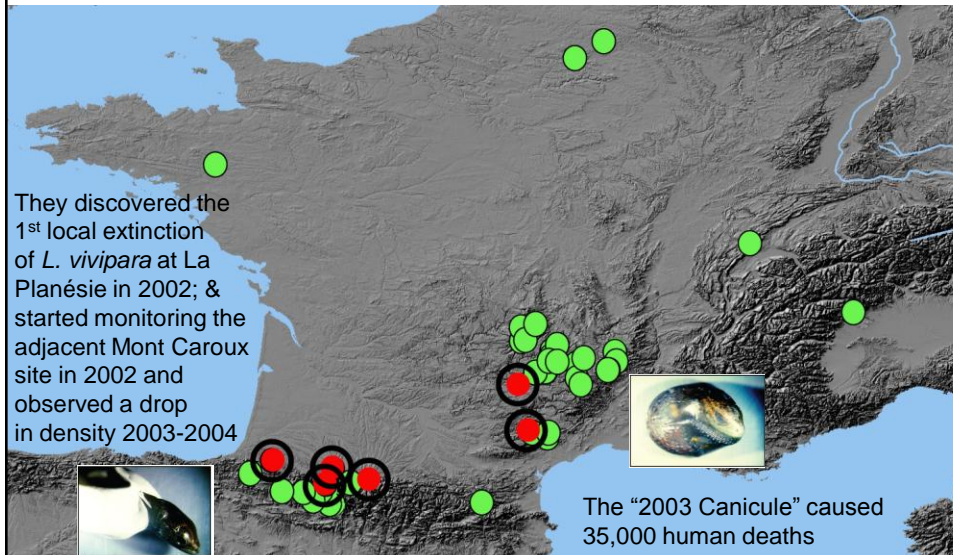 They discovered the
1st local extinction
of L. vivipara at La
Planésie in 2002; &
started monitoring the
adjacent Mont Caroux
site in 2002 and
observed a drop
in density 2003-2004
The “2003 Canicule” caused
35,000 human deaths